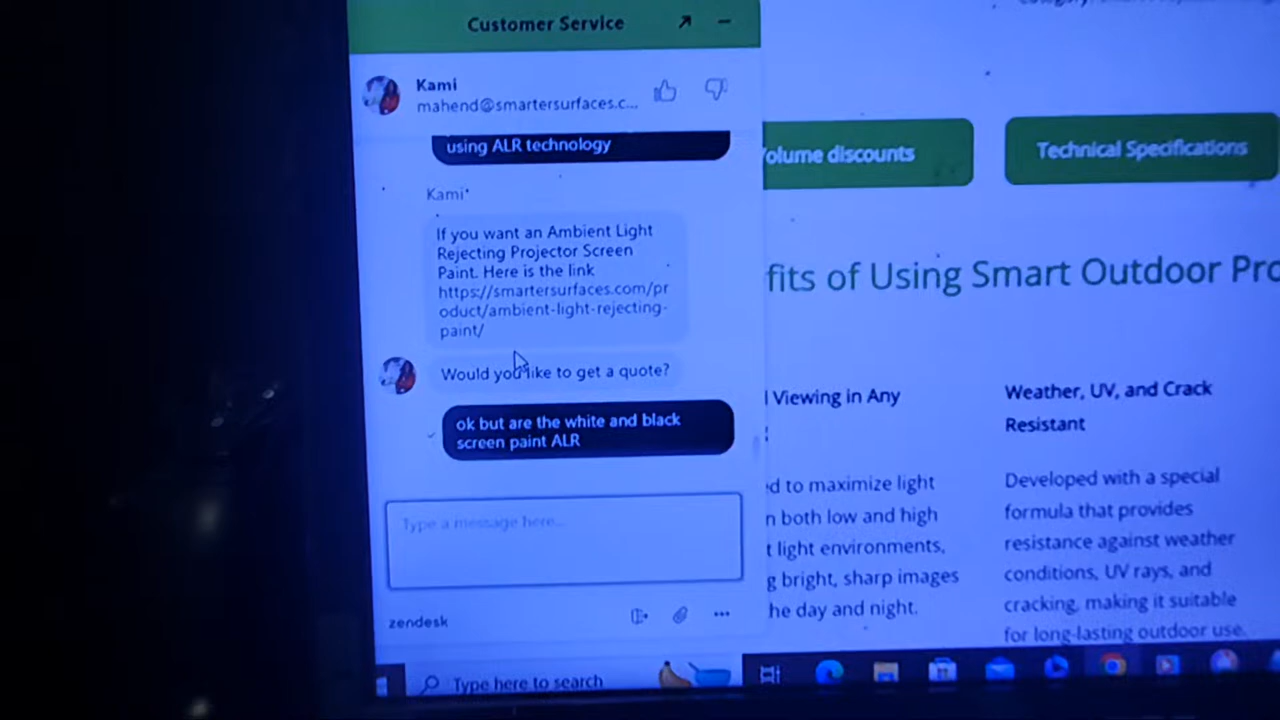 Customer Service
Kami
mahend@smartersurfaces.c...
using ALR technology
Kami
If you want an Ambient Light
Rejecting Projector Screen
Paint. Here is the link
https://smartersurfaces.com/pr
oduct/ambient-light-rejecting-
paint/
Would you like to get a quote?
ok but are the white and black
screen paint ALR
Type a message here...
zendesk
Type here to search
olume discounts
Technical Specifications
fits of Using Smart Outdoor Pro
Viewing in Any
ed to maximize light
n both low and high
t light environments,
g bright, sharp images
he day and night.
Weather, UV, and Crack
Resistant
Developed with a special
formula that provides
resistance against weather
conditions, UV rays, and
cracking, making it suitable
for long-lasting outdoor use.